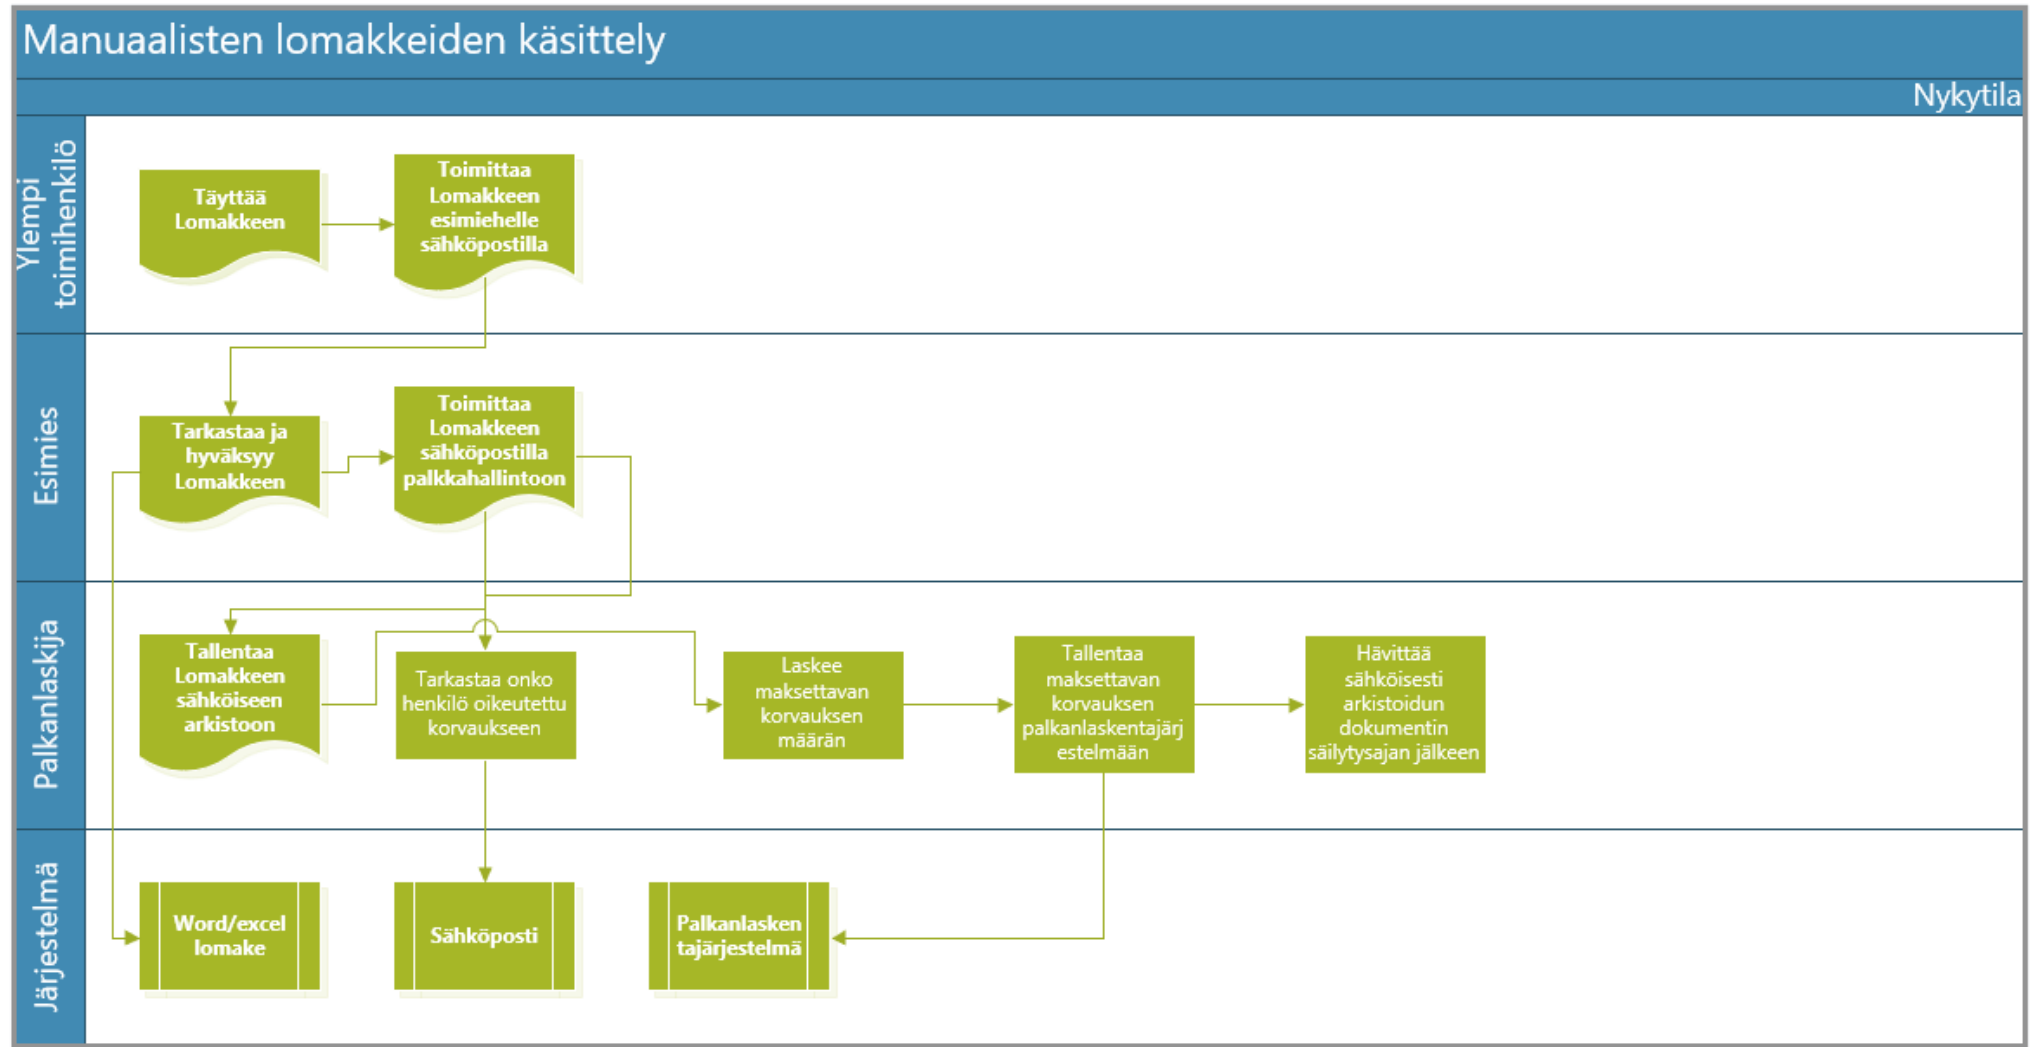 Manuaalisten lomakkeiden käsittely
Nykytila
Ylempi
toimihenkilö
Täyttää
Lomakkeen
Toimittaa
Lomakkeen
esimiehelle
sähköpostilla
Esimies
Tarkastaa ja
hyväksyy
Lomakkeen
Toimittaa
Lomakkeen
sähköpostilla
palkkahallintoon
Palkanlaskija
Tallentaa
Lomakkeen
sähköiseen
arkistoon
Tarkastaa onko
henkilö oikeutettu
korvaukseen
Laskee
maksettavan
korvauksen
määrän
Tallentaa
maksettavan
korvauksen
palkanlaskentajärj
estelmään
Hävittää
sähköisesti
arkistoidun
dokumentin
säilytysajan jälkeen
Järjestelmä
Word/excel
lomake
Sähköposti
Palkanlasken
tajärjestelmä